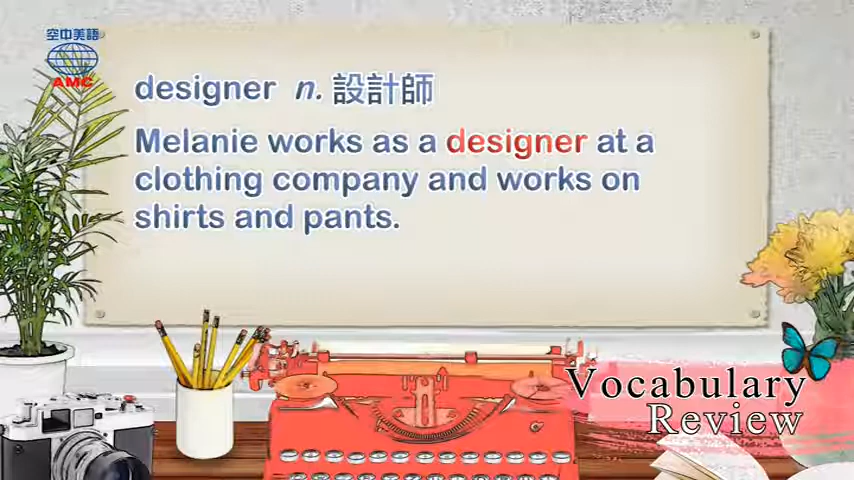 空中美語
AMC
designer n. 設計師
Melanie works as a designer at a
clothing company and works on
shirts and pants.
Vocabulary
Review